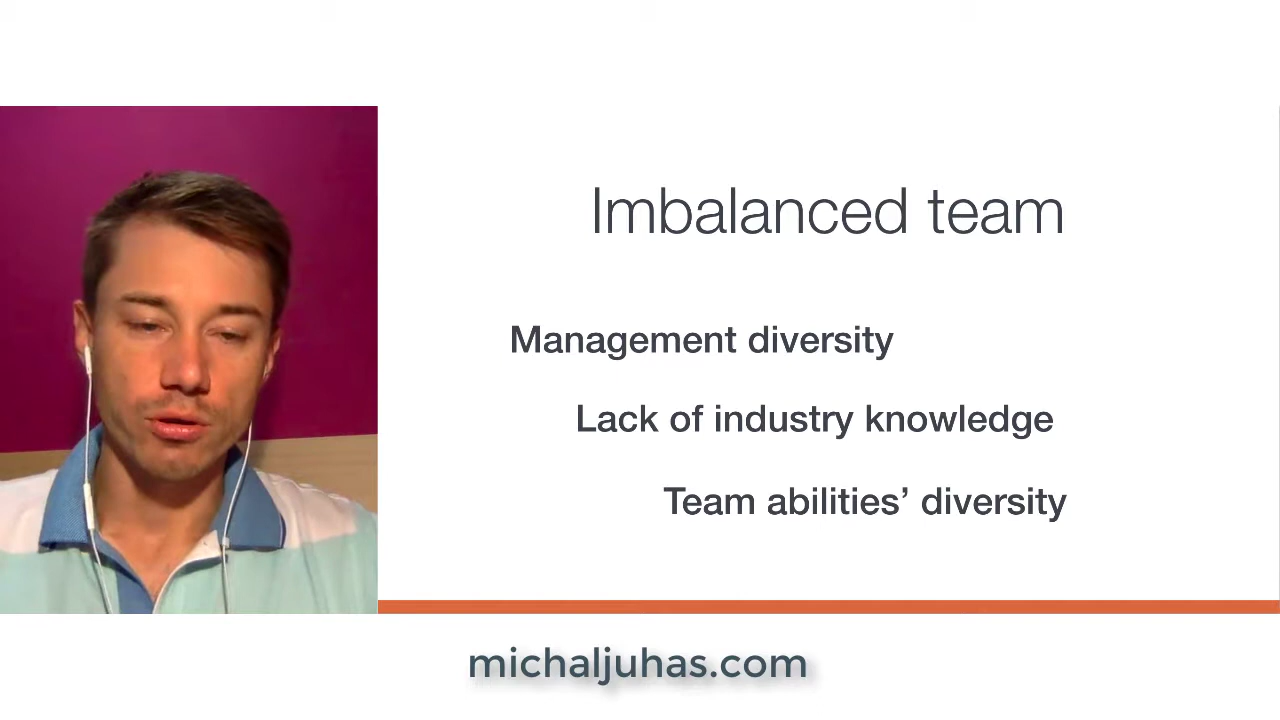 Imbalanced team
Management diversity
Lack of industry knowledge
Team abilities’ diversity
michaljuhas.com